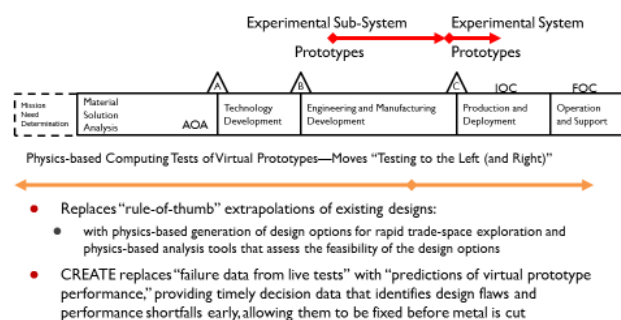 Experimental Sub-System Experimental System
Prototypes Prototypes
A B C IOC FOC
Mission
Need
Determination
Material
Solution
Analysis AOA
Technology
Development
Engineering and Manufacturing
Development
Production and
Deployment
Operation
and Support
Physics-based Computing Tests of Virtual Prototypes—Moves “Testing to the Left (and Right)”
• Replaces “rule-of-thumb” extrapolations of existing designs:
• with physics-based generation of design options for rapid trade-space exploration and
physics-based analysis tools that assess the feasibility of the design options
• CREATE replaces “failure data from live tests” with “predictions of virtual prototype
performance,” providing timely decision data that identifies design flaws and
performance shortfalls early, allowing them to be fixed before metal is cut